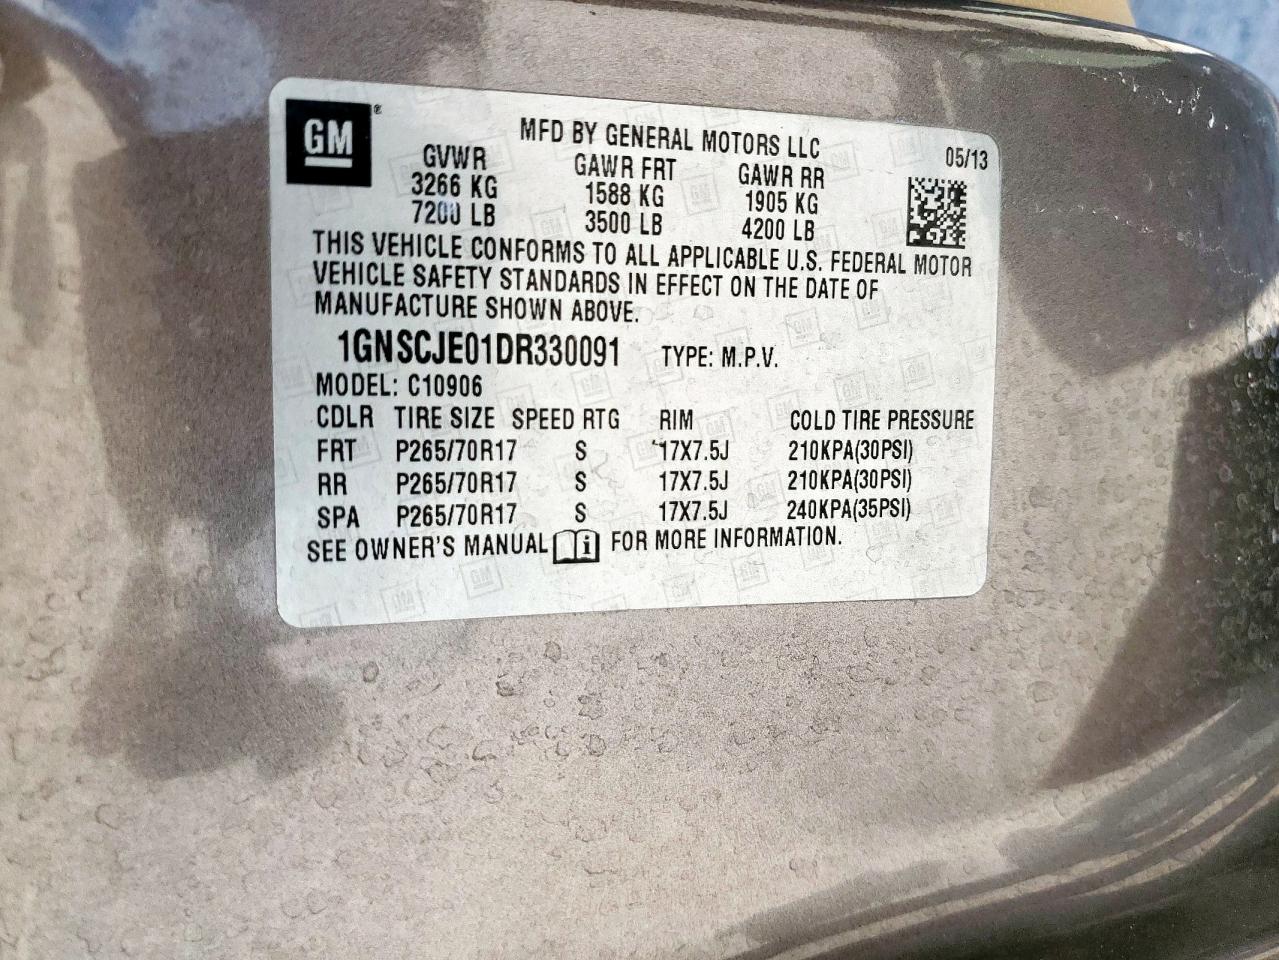 GM®
MFD BY GENERAL MOTORS LLC
05/13
GVWR GAWR FRT GAWR RR
3266 KG 1588 KG 1905 KG
7200 LB 3500 LB 4200 LB
THIS VEHICLE CONFORMS TO ALL APPLICABLE U.S. FEDERAL MOTOR
VEHICLE SAFETY STANDARDS IN EFFECT ON THE DATE OF
MANUFACTURE SHOWN ABOVE.
1GNSCJE01DR330091 TYPE: M.P.V.
MODEL: C10906
CDLR TIRE SIZE SPEED RTG RIM COLD TIRE PRESSURE
FRT P265/70R17 S 17X7.5J 210KPA(30PSI)
RR P265/70R17 S 17X7.5J 210KPA(30PSI)
SPA P265/70R17 S 17X7.5J 240KPA(35PSI)
SEE OWNER'S MANUAL i FOR MORE INFORMATION.